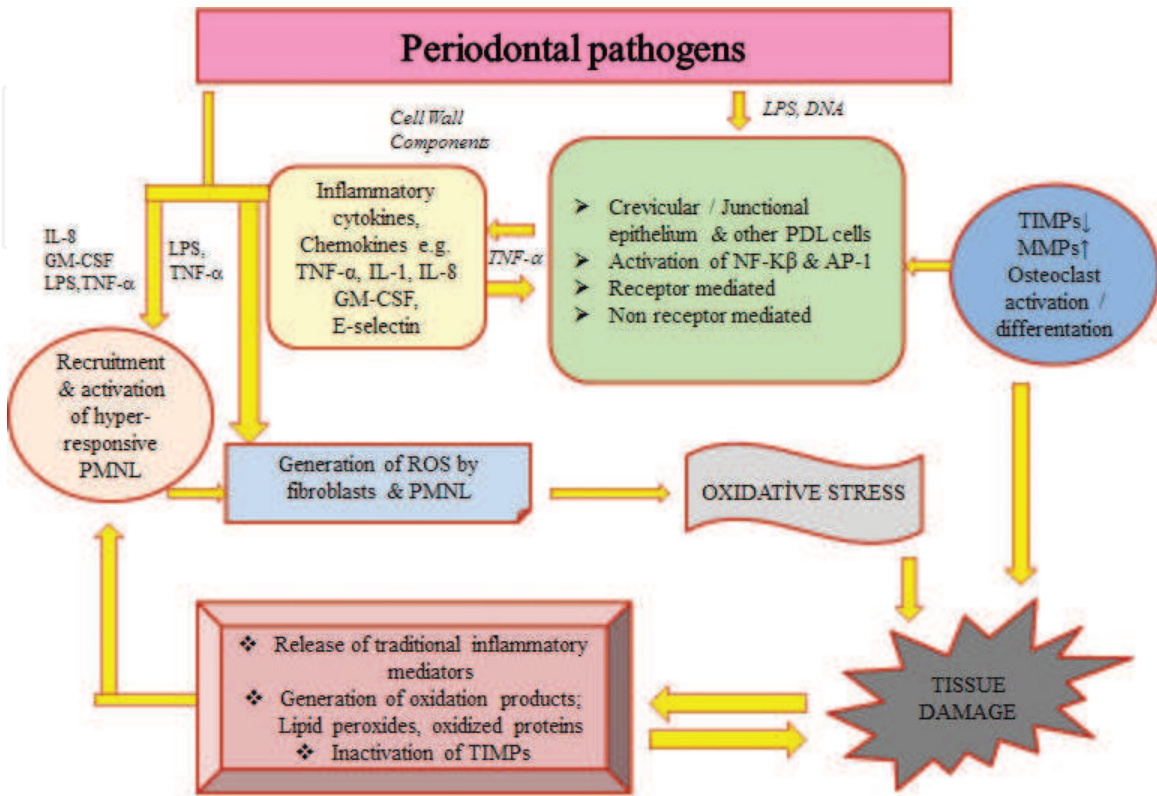 Periodontal pathogens
Cell Wall
Components
LPS, DNA
IL-8
GM-CSF
LPS,TNF-α
LPS,
TNF-α
Inflammatory
cytokines,
Chemokines e.g.
TNF-α, IL-1, IL-8
GM-CSF,
E-selectin
TNF-α
➤ Crevicular / Junctional
epithelium & other PDL cells
➤ Activation of NF-Kβ & AP-1
➤ Receptor mediated
➤ Non receptor mediated
TIMPs↓
MMPs↑
Osteoclast
activation /
differentation
Recruitment
& activation
of hyper-
responsive
PMNL
Generation of ROS by
fibroblasts & PMNL
OXIDATİVE STRESS
❖ Release of traditional inflammatory
mediators
❖ Generation of oxidation products;
Lipid peroxides, oxidized proteins
❖ Inactivation of TIMPs
TISSUE
DAMAGE